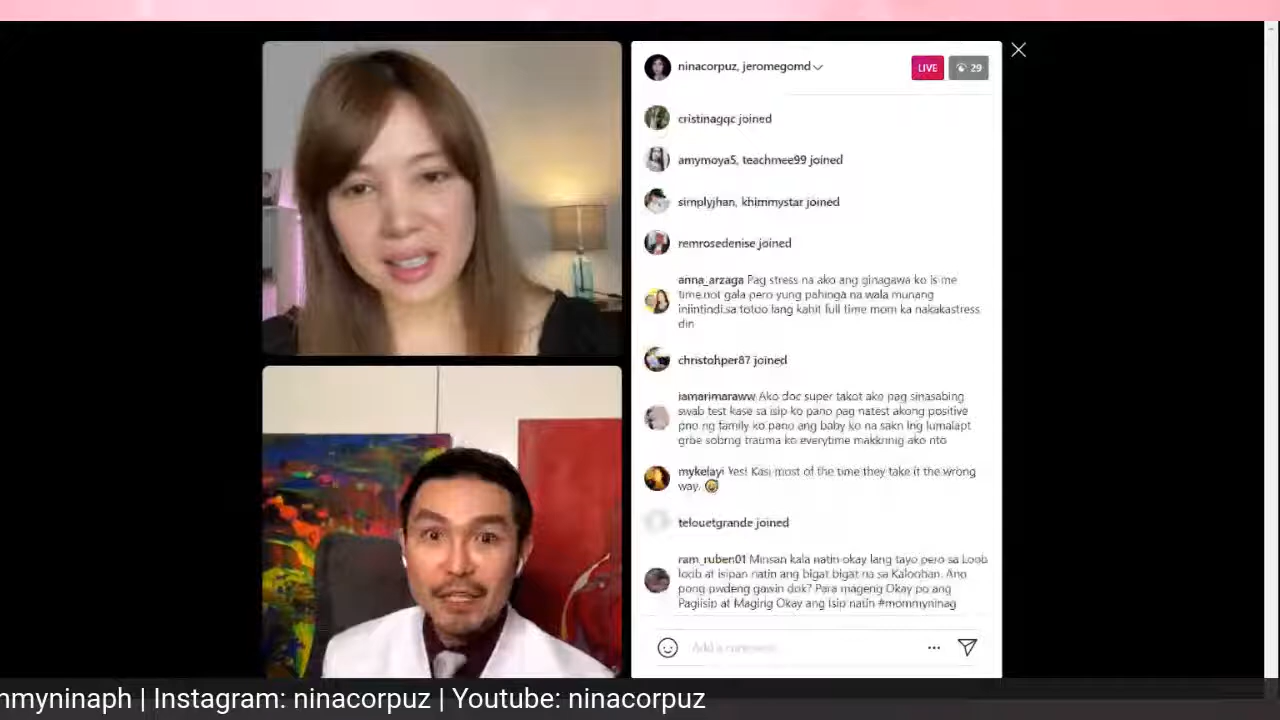 ninacorpuz, jeromegomd
LIVE
29
cristinagqc joined
amymoya5, teachmee99 joined
simplyjhan, khimmystar joined
remrosedenise joined
anna_arzaga Pag stress na ako ang ginagawa ko is me
time.not gala pero yung pahinga na wala munang
iniintindi.sa totoo lang kahit full time mom ka nakakastress
din
christohper87 joined
iamarimaraww Ako doc super takot ako pag sinasabing
swab test kase sa isip ko pano pag natest akong positive
pno ng family ko pano ang baby ko na sakn lng lumalapt
grbe sobrng trauma ko everytime makkrinig ako nto
mykelayi Yes! Kasi most of the time they take it the wrong
way. 😅
telouetgrande joined
ram_ruben01 Minsan kala natin okay lang tayo pero sa Loob
loob at isipan natin ang bigat bigat na sa Kalooban. Ano
pong pwdeng gawin dok? Para mageng Okay po ang
Pagiisip at Maging Okay ang isip natin #mommyninag
Add a comment...
nmyninaph | Instagram: ninacorpuz | Youtube: ninacorpuz